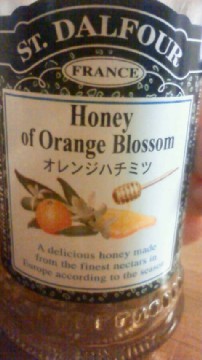 ST. DALFOUR
FRANCE
Honey
of Orange Blossom
オレンジハチミツ
A delicious honey made
from the finest nectars in
Europe according to the season